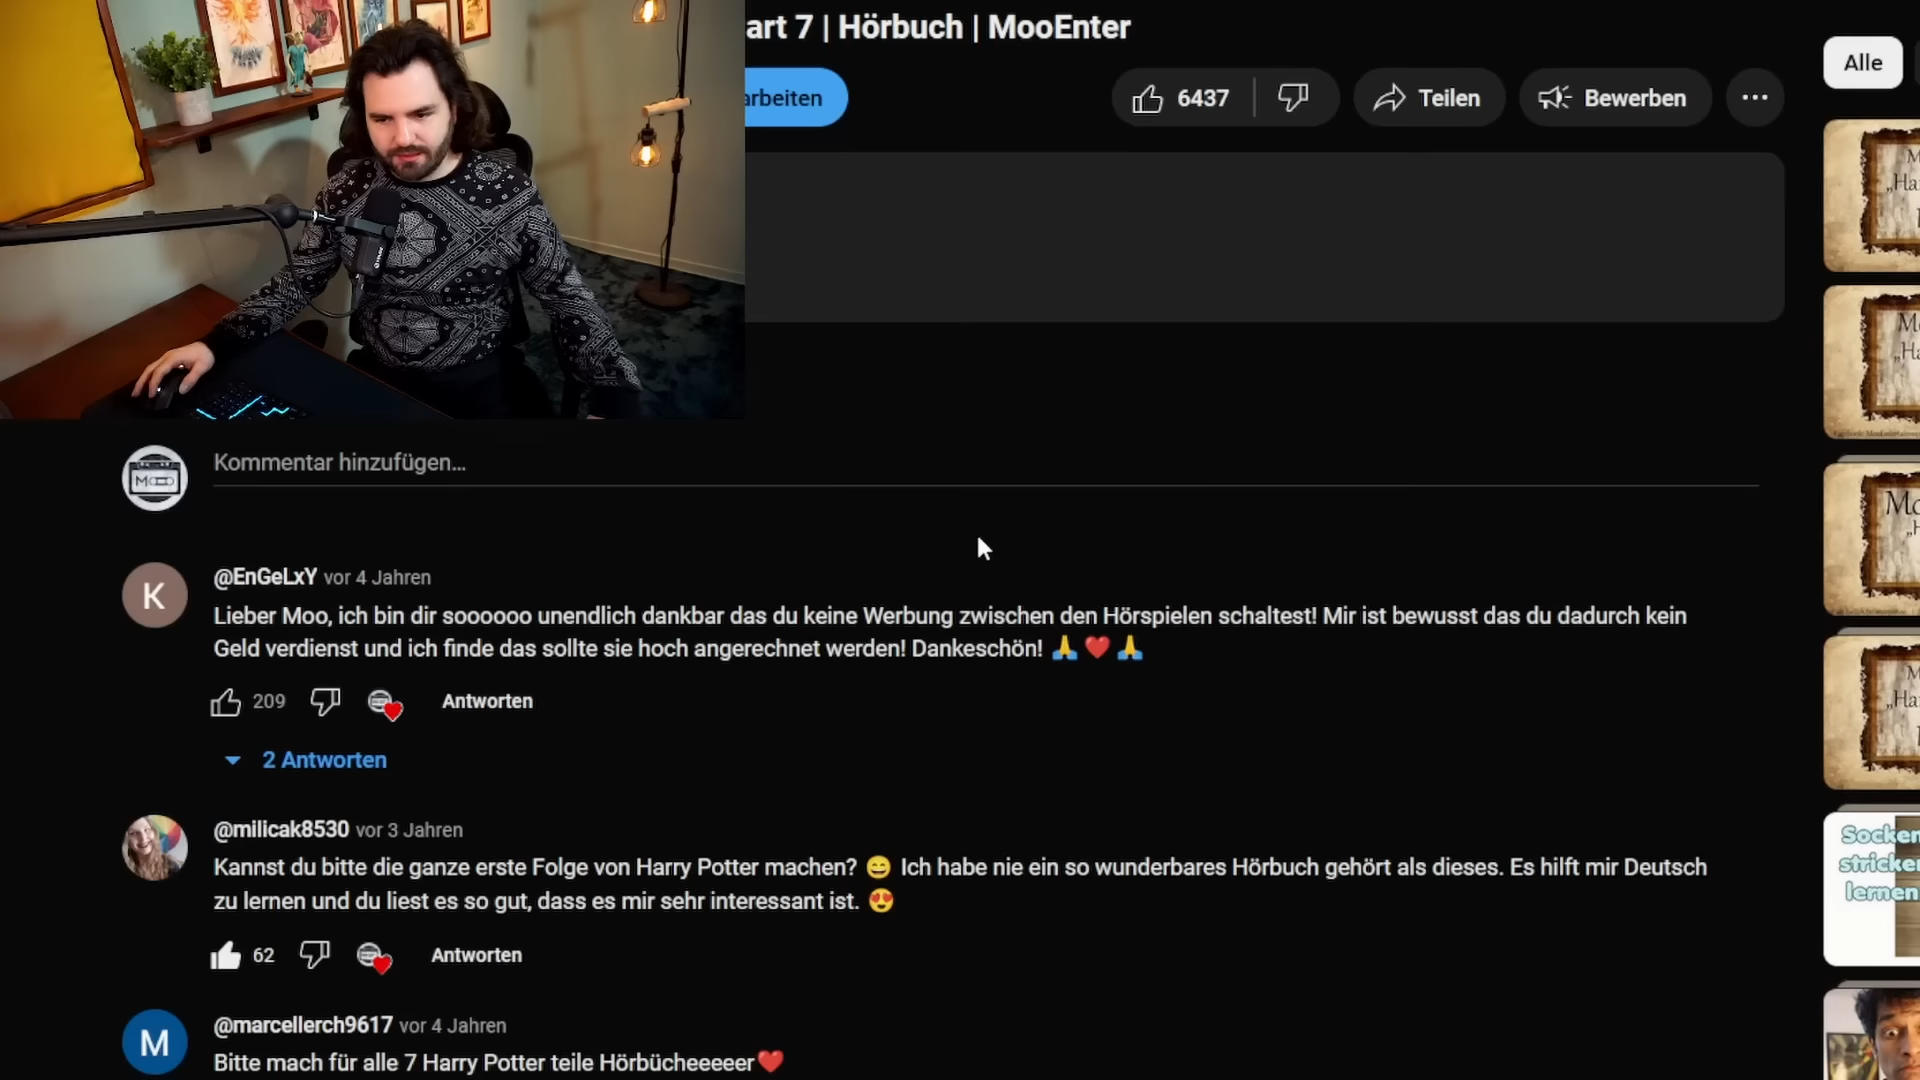 art 7 | Hörbuch | MooEnter
arbeiten
6437
Teilen
Bewerben
Alle
Kommentar hinzufügen...
@EnGeLxY vor 4 Jahren
Lieber Moo, ich bin dir soooooo unendlich dankbar das du keine Werbung zwischen den Hörspielen schaltest! Mir ist bewusst das du dadurch kein
Geld verdienst und ich finde das sollte sie hoch angerechnet werden! Dankeschön! 🙏❤️🙏
209
Antworten
2 Antworten
@milicak8530 vor 3 Jahren
Kannst du bitte die ganze erste Folge von Harry Potter machen? 😄 Ich habe nie ein so wunderbares Hörbuch gehört als dieses. Es hilft mir Deutsch
zu lernen und du liest es so gut, dass es mir sehr interessant ist. 😍
62
Antworten
M
@marcellerch9617 vor 4 Jahren
Bitte mach für alle 7 Harry Potter teile Hörbücheeeeer❤️
K
Socken
stricken
lernen